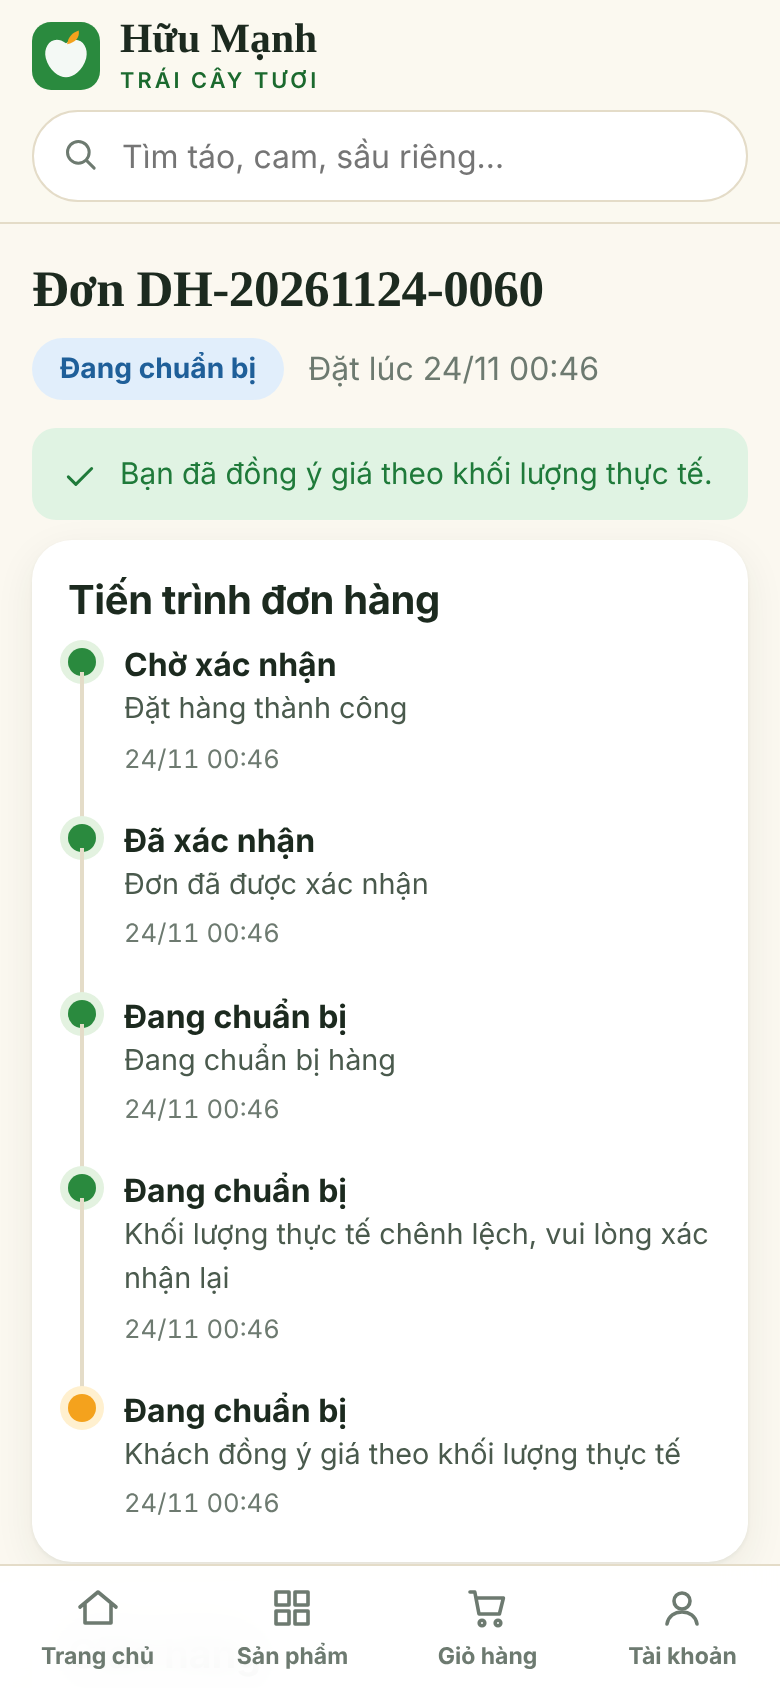 Hữu Mạnh
TRÁI CÂY TƯƠI
Tìm táo, cam, sầu riêng...
Đơn DH-20261124-0060
Đang chuẩn bị
Đặt lúc 24/11 00:46
Bạn đã đồng ý giá theo khối lượng thực tế.
Tiến trình đơn hàng
Chờ xác nhận
Đặt hàng thành công
24/11 00:46
Đã xác nhận
Đơn đã được xác nhận
24/11 00:46
Đang chuẩn bị
Đang chuẩn bị hàng
24/11 00:46
Đang chuẩn bị
Khối lượng thực tế chênh lệch, vui lòng xác
nhận lại
24/11 00:46
Đang chuẩn bị
Khách đồng ý giá theo khối lượng thực tế
24/11 00:46
Trang chủ
Sản phẩm
Giỏ hàng
Tài khoản